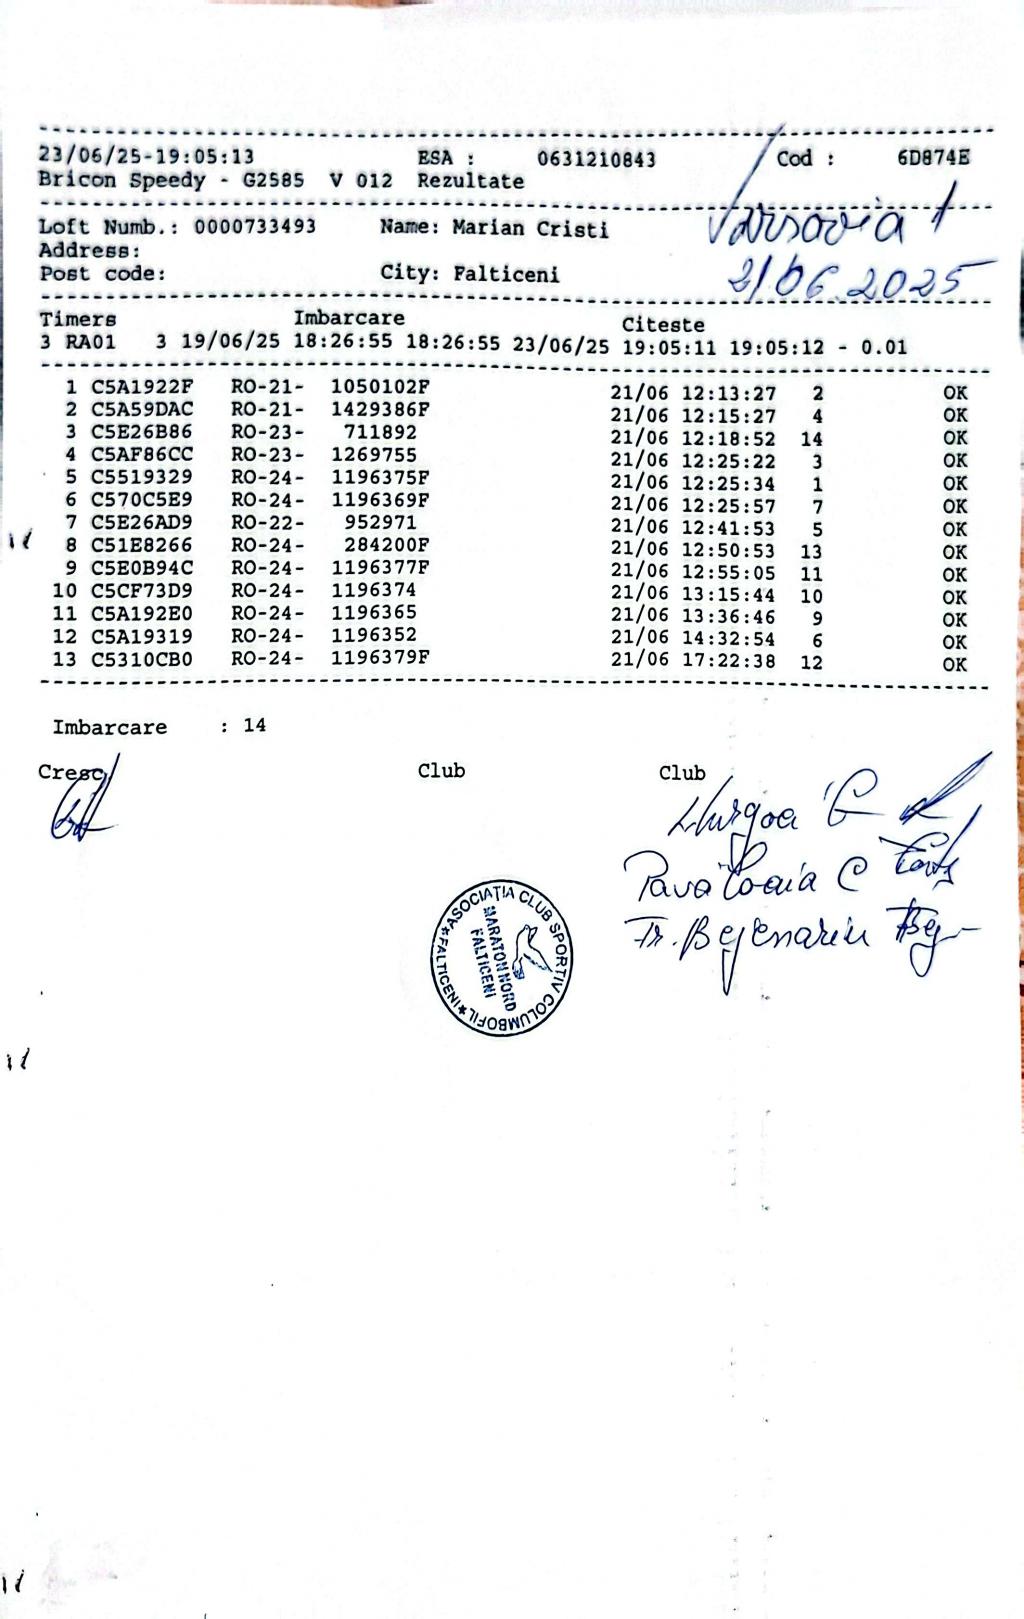 23/06/25-19:05:13 ESA : 0631210843 Cod : 6D874E
Bricon Speedy - G2585 V 012 Rezultate
Loft Numb.: 0000733493 Name: Marian Cristi
Varsovia 1
Address:
Post code: City: Falticeni
21/06.2025
Timers Imbarcare Citeste
3 RA01 3 19/06/25 18:26:55 18:26:55 23/06/25 19:05:11 19:05:12 - 0.01
1 C5A1922F RO-21- 1050102F 21/06 12:13:27 2 OK
2 C5A59DAC RO-21- 1429386F 21/06 12:15:27 4 OK
3 C5E26B86 RO-23- 711892 21/06 12:18:52 14 OK
4 C5AF86CC RO-23- 1269755 21/06 12:25:22 3 OK
5 C5519329 RO-24- 1196375F 21/06 12:25:34 1 OK
6 C570C5E9 RO-24- 1196369F 21/06 12:25:57 7 OK
7 C5E26AD9 RO-22- 952971 21/06 12:41:53 5 OK
8 C51E8266 RO-24- 284200F 21/06 12:50:53 13 OK
9 C5E0B94C RO-24- 1196377F 21/06 12:55:05 11 OK
10 C5CF73D9 RO-24- 1196374 21/06 13:15:44 10 OK
11 C5A192E0 RO-24- 1196365 21/06 13:36:46 9 OK
12 C5A19319 RO-24- 1196352 21/06 14:32:54 6 OK
13 C5310CB0 RO-24- 1196379F 21/06 17:22:38 12 OK
Imbarcare : 14
Cresc. Club Club
C
Fr. Bejenariu
*ASOCIAȚIA CLUB SPORTIV COLUMBOFIL*FALTICENI
MARATON NORD
FALTICENI